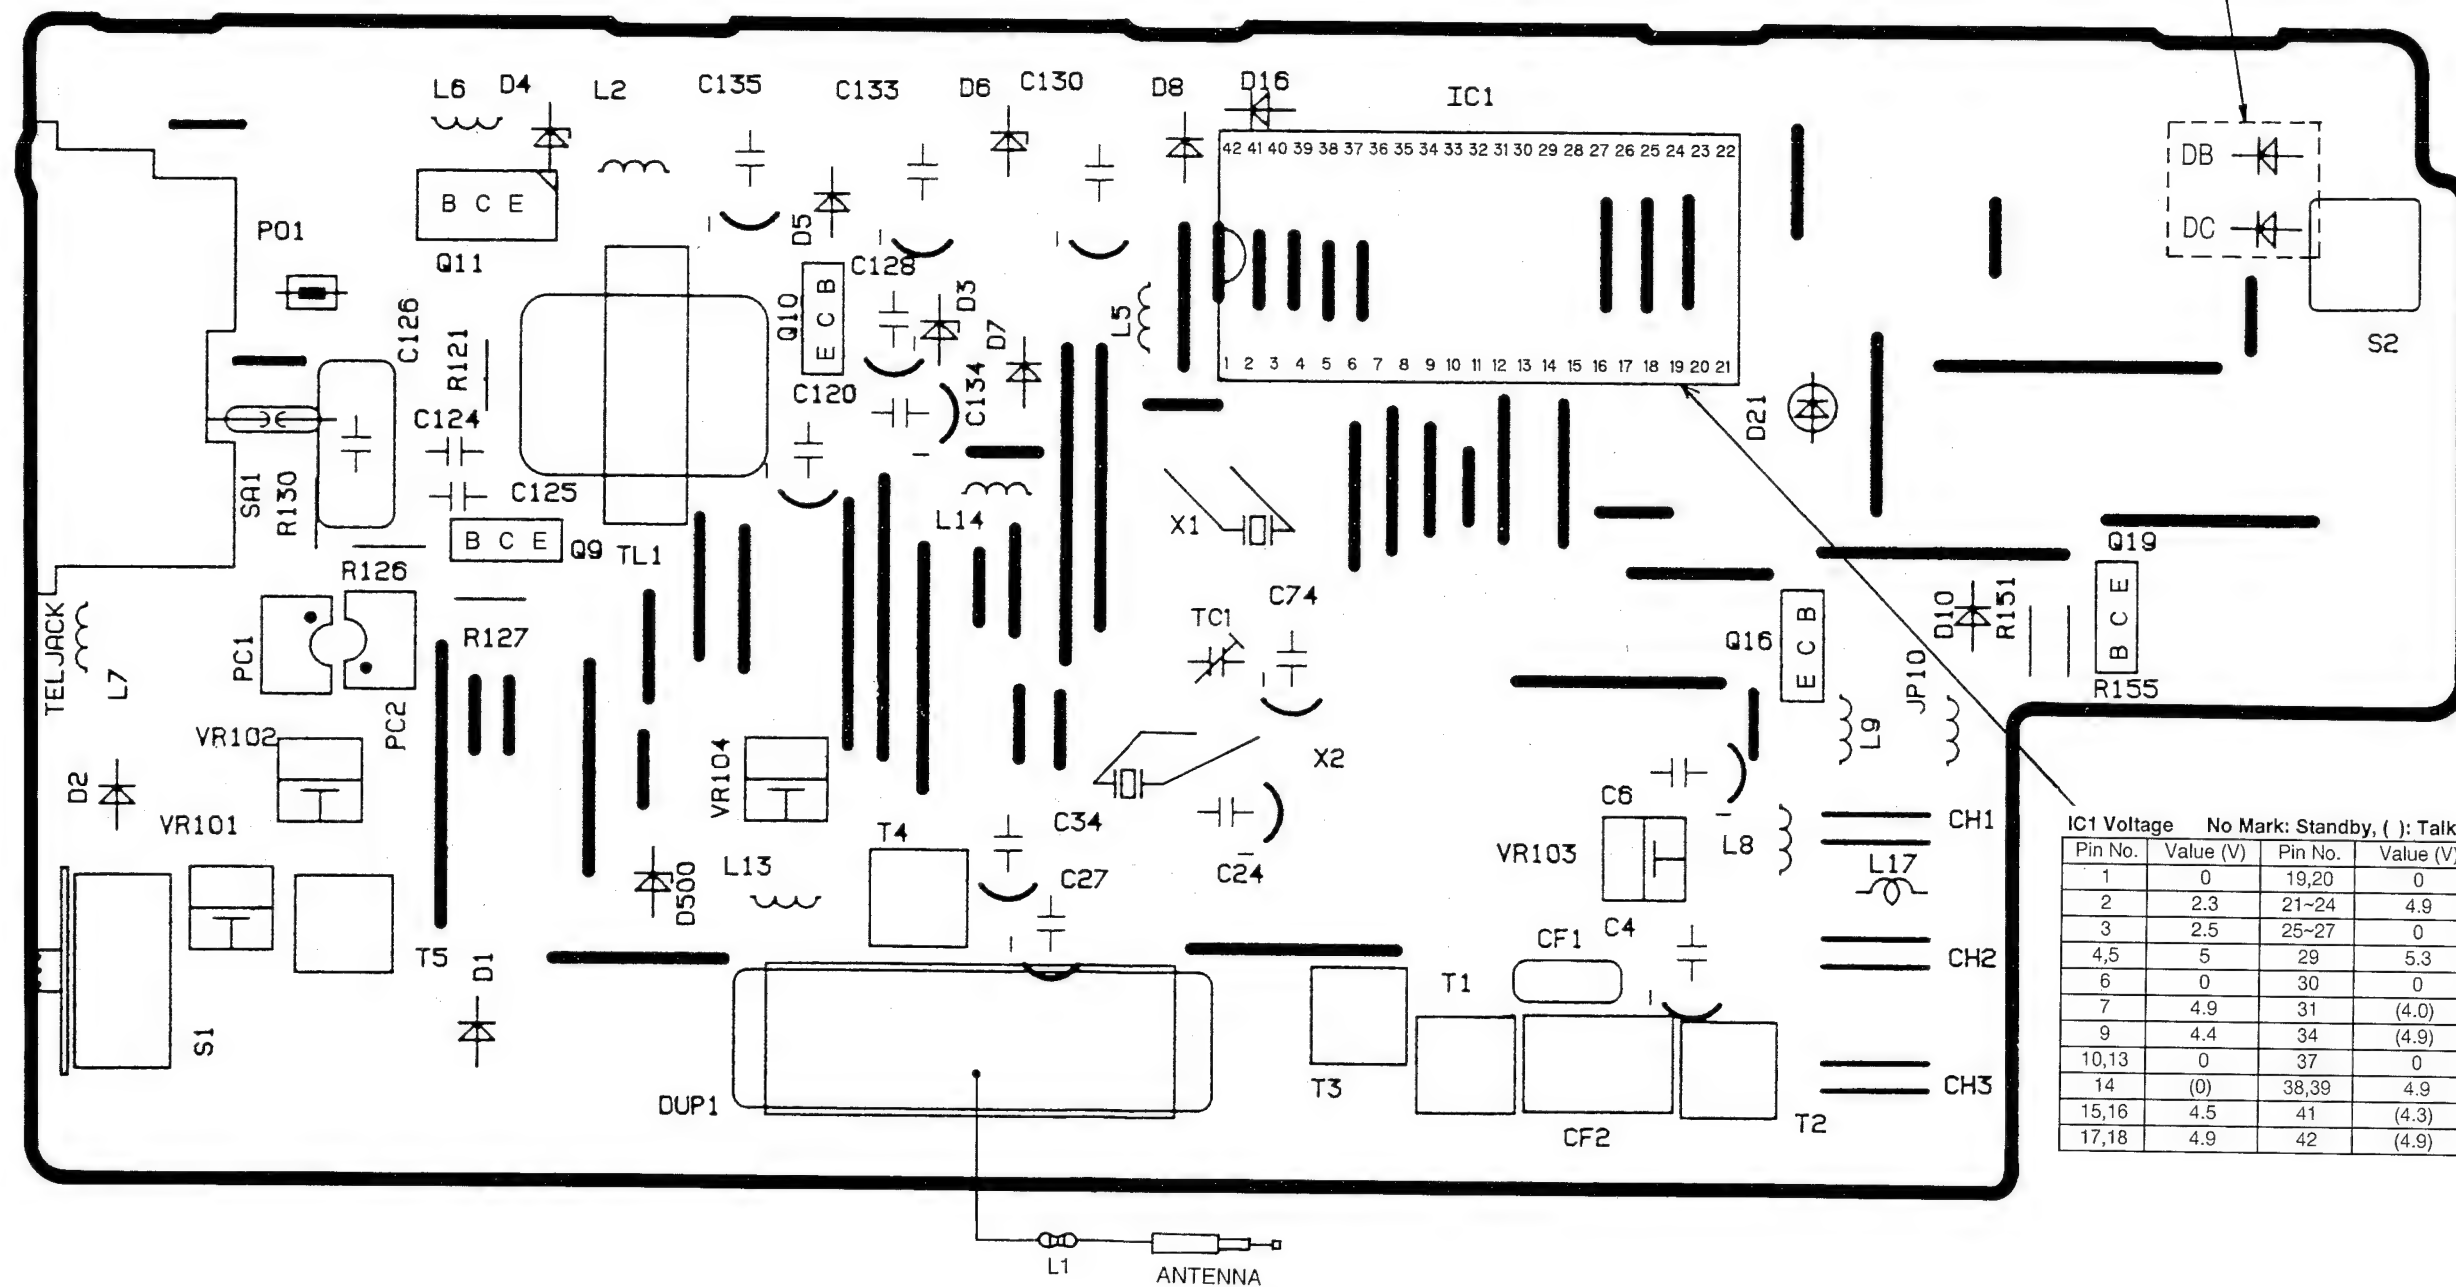 L6 D4 L2 C135 C133 D6 C130 D8 D16 IC1
42 41 40 39 38 37 36 35 34 33 32 31 30 29 28 27 26 25 24 23 22
DB
B C E
DC
PO1
Q11
D5
C128
Q10
E C B
D3
D7
L5
S2
C126
R121
1 2 3 4 5 6 7 8 9 10 11 12 13 14 15 16 17 18 19 20 21
C120
C134
D21
C124
SA1
R130
C125
L14
X1
B C E
Q9
TL1
Q19
R126
C74
D10
R151
B C E
TELJACK
L7
PC1
R127
TC1
Q16
E C B
PC2
JP10
R155
VR102
L9
D2
VR104
X2
VR101
T4
C34
C6
CH1
L13
C27
C24
VR103
L8
L17
D500
T5
D1
CF1
C4
CH2
S1
T1
DUP1
T3
CF2
T2
CH3
L1
ANTENNA
IC1 Voltage No Mark: Standby, ( ): Talk
Pin No. Value (V) Pin No. Value (V)
1 0 19,20 0
2 2.3 21~24 4.9
3 2.5 25~27 0
4,5 5 29 5.3
6 0 30 0
7 4.9 31 (4.0)
9 4.4 34 (4.9)
10,13 0 37 0
14 (0) 38,39 4.9
15,16 4.5 41 (4.3)
17,18 4.9 42 (4.9)